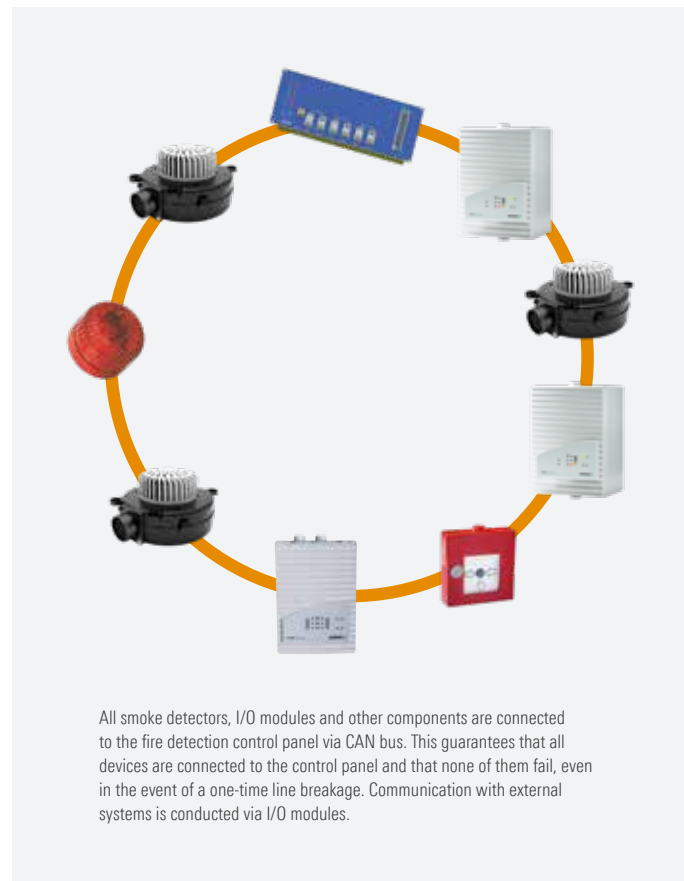 All smoke detectors, I/O modules and other components are connected
to the fire detection control panel via CAN bus. This guarantees that all
devices are connected to the control panel and that none of them fail, even
in the event of a one-time line breakage. Communication with external
systems is conducted via I/O modules.